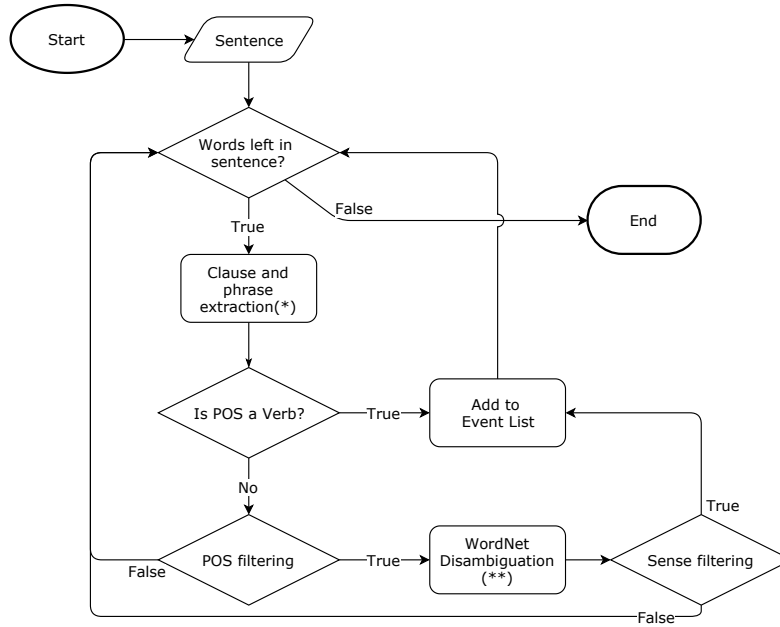 Start
Sentence
Words left in
sentence?
False
True
End
Clause and
phrase
extraction(*)
Is POS a Verb?
True
Add to
Event List
No
True
POS filtering
False
True
WordNet
Disambiguation
(**)
Sense filtering
False